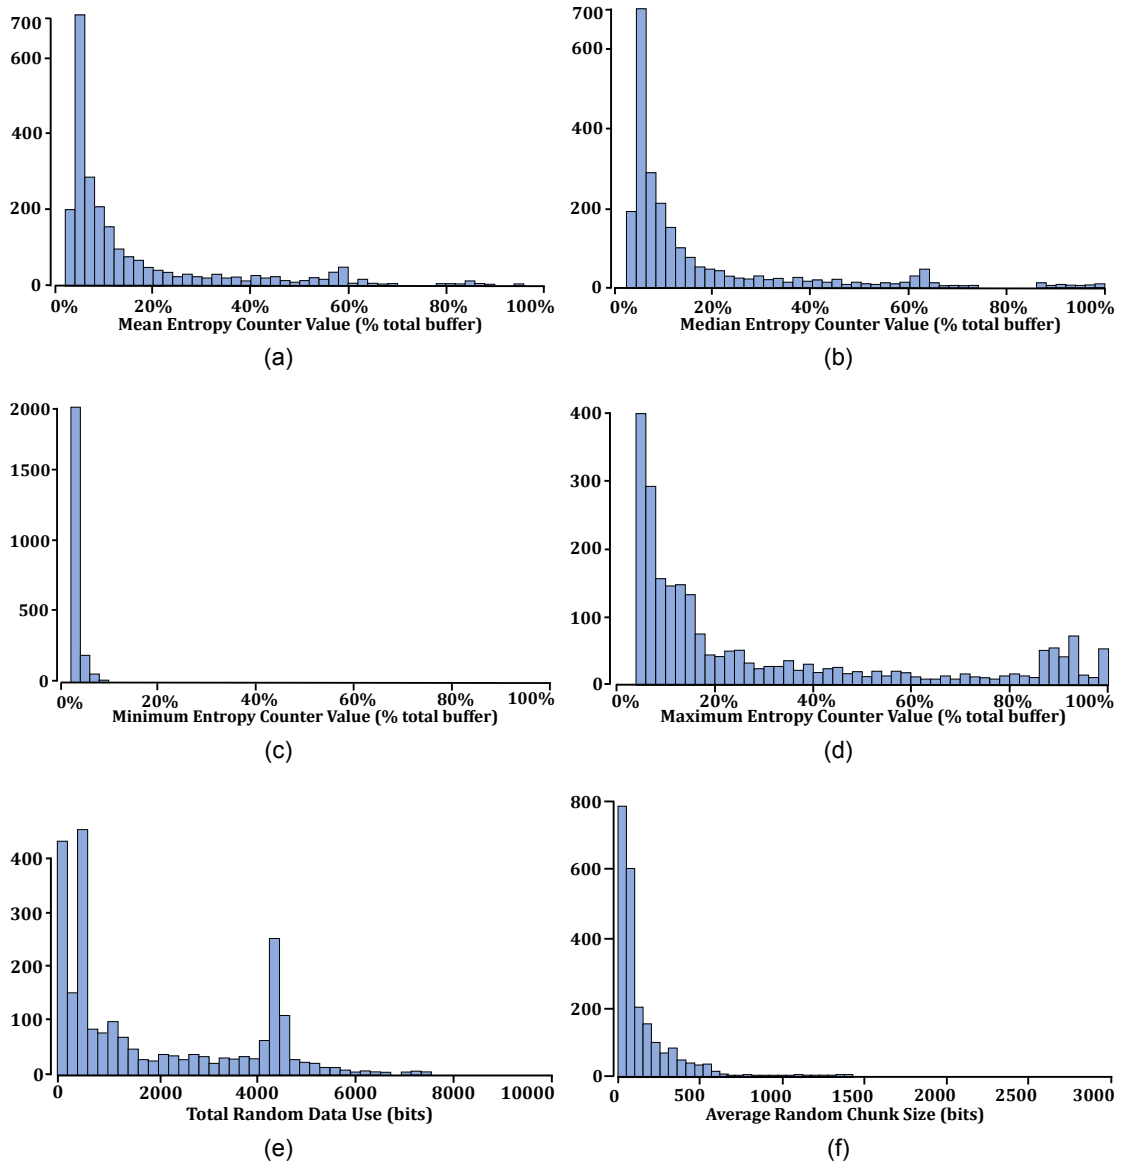 700
600
400
200
0
0% 20% 40% 60% 80% 100%
Mean Entropy Counter Value (% total buffer)
(a)
700
600
400
200
0
0% 20% 40% 60% 80% 100%
Median Entropy Counter Value (% total buffer)
(b)
2000
1500
1000
500
0
0% 20% 40% 60% 80% 100%
Minimum Entropy Counter Value (% total buffer)
(c)
400
300
200
100
0
0% 20% 40% 60% 80% 100%
Maximum Entropy Counter Value (% total buffer)
(d)
400
300
200
100
0
0 2000 4000 6000 8000 10000
Total Random Data Use (bits)
(e)
800
600
400
200
0
0 500 1000 1500 2000 2500 3000
Average Random Chunk Size (bits)
(f)